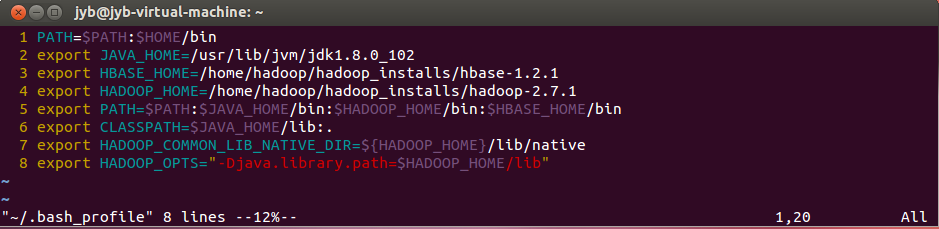 jyb@jyb-virtual-machine: ~
1 PATH=$PATH:$HOME/bin
2 export JAVA_HOME=/usr/lib/jvm/jdk1.8.0_102
3 export HBASE_HOME=/home/hadoop/hadoop_installs/hbase-1.2.1
4 export HADOOP_HOME=/home/hadoop/hadoop_installs/hadoop-2.7.1
5 export PATH=$PATH:$JAVA_HOME/bin:$HADOOP_HOME/bin:$HBASE_HOME/bin
6 export CLASSPATH=$JAVA_HOME/lib:.
7 export HADOOP_COMMON_LIB_NATIVE_DIR=${HADOOP_HOME}/lib/native
8 export HADOOP_OPTS="-Djava.library.path=$HADOOP_HOME/lib"
~
~
"~/.bash_profile" 8 lines --12%-- 1,20 All